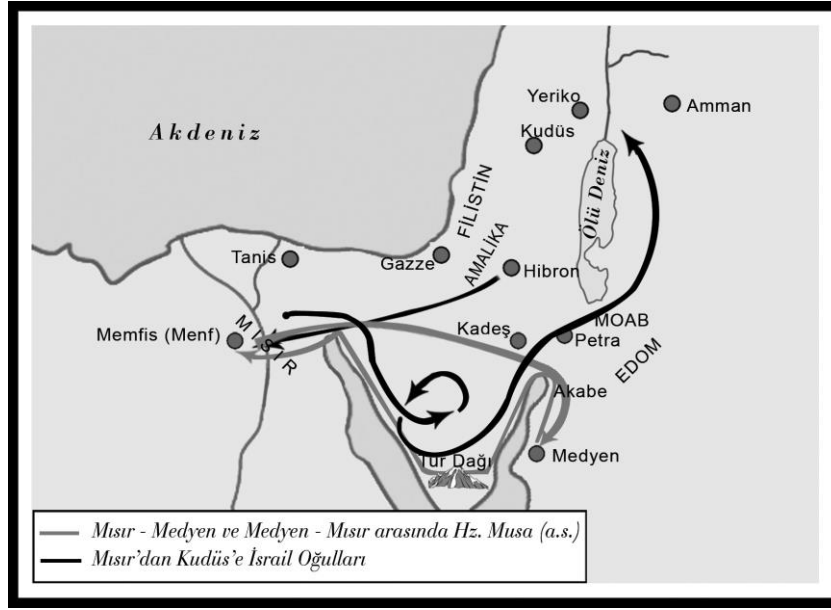 Akdeniz
Yeriko
Amman
Kudüs
FİLİSTİN
Ölü Deniz
Tanis
Gazze
AMALİKA
Hibron
Memfis (Menf)
MISIR
Kadeş
MOAB
Petra
EDOM
Akabe
Tur Dağı
Medyen
Mısır - Medyen ve Medyen - Mısır arasında Hz. Musa (a.s.)
Mısır'dan Kudüs'e İsrail Oğulları